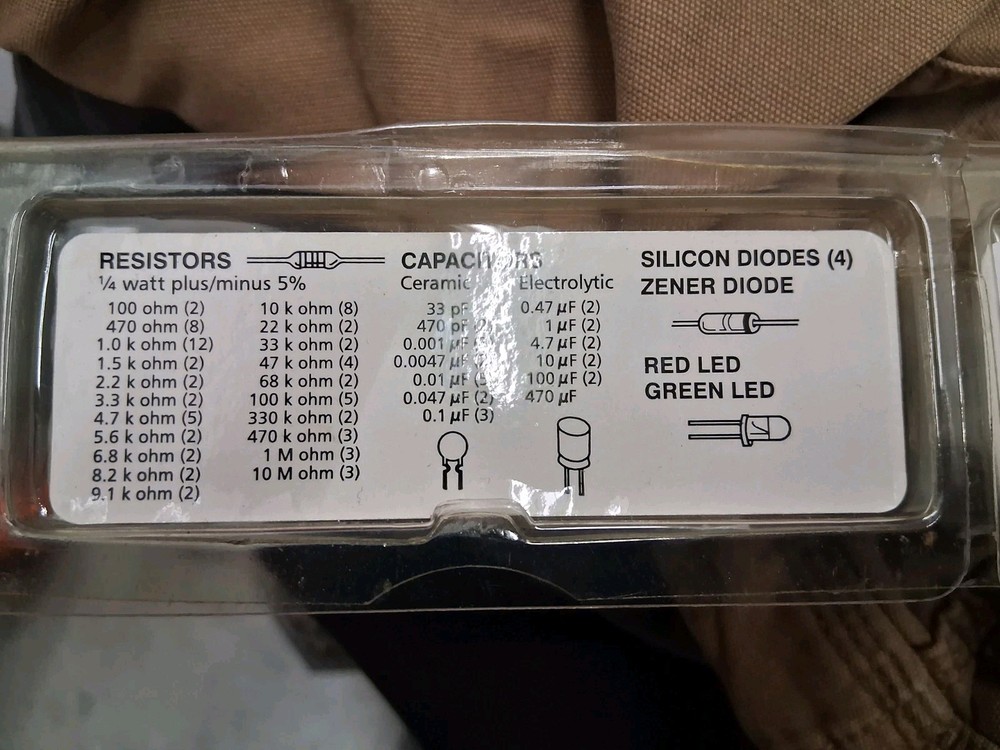 RESISTORS
¼ watt plus/minus 5%
100 ohm (2)
470 ohm (8)
1.0 k ohm (12)
1.5 k ohm (2)
2.2 k ohm (2)
3.3 k ohm (2)
4.7 k ohm (5)
5.6 k ohm (2)
6.8 k ohm (2)
8.2 k ohm (2)
9.1 k ohm (2)
10 k ohm (8)
22 k ohm (2)
33 k ohm (2)
47 k ohm (4)
68 k ohm (2)
100 k ohm (5)
330 k ohm (2)
470 k ohm (3)
1 M ohm (3)
10 M ohm (3)
CAPACITORS
Ceramic
33 pF
470 pF
0.001 µF
0.0047 µF
0.01 µF
0.047 µF (2)
0.1 µF (3)
Electrolytic
0.47 µF (2)
1 µF (2)
4.7 µF (2)
10 µF (2)
100 µF (2)
470 µF
SILICON DIODES (4)
ZENER DIODE
RED LED
GREEN LED